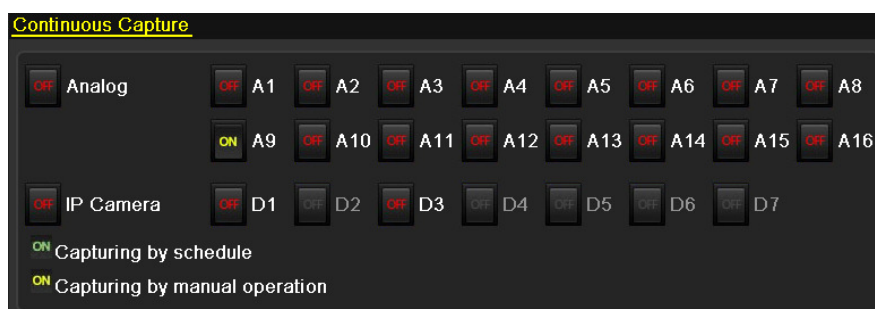 Continuous Capture
OFF Analog OFF A1 OFF A2 OFF A3 OFF A4 OFF A5 OFF A6 OFF A7 OFF A8
ON A9 OFF A10 OFF A11 OFF A12 OFF A13 OFF A14 OFF A15 OFF A16
OFF IP Camera OFF D1 OFF D2 OFF D3 OFF D4 OFF D5 OFF D6 OFF D7
ON Capturing by schedule
ON Capturing by manual operation